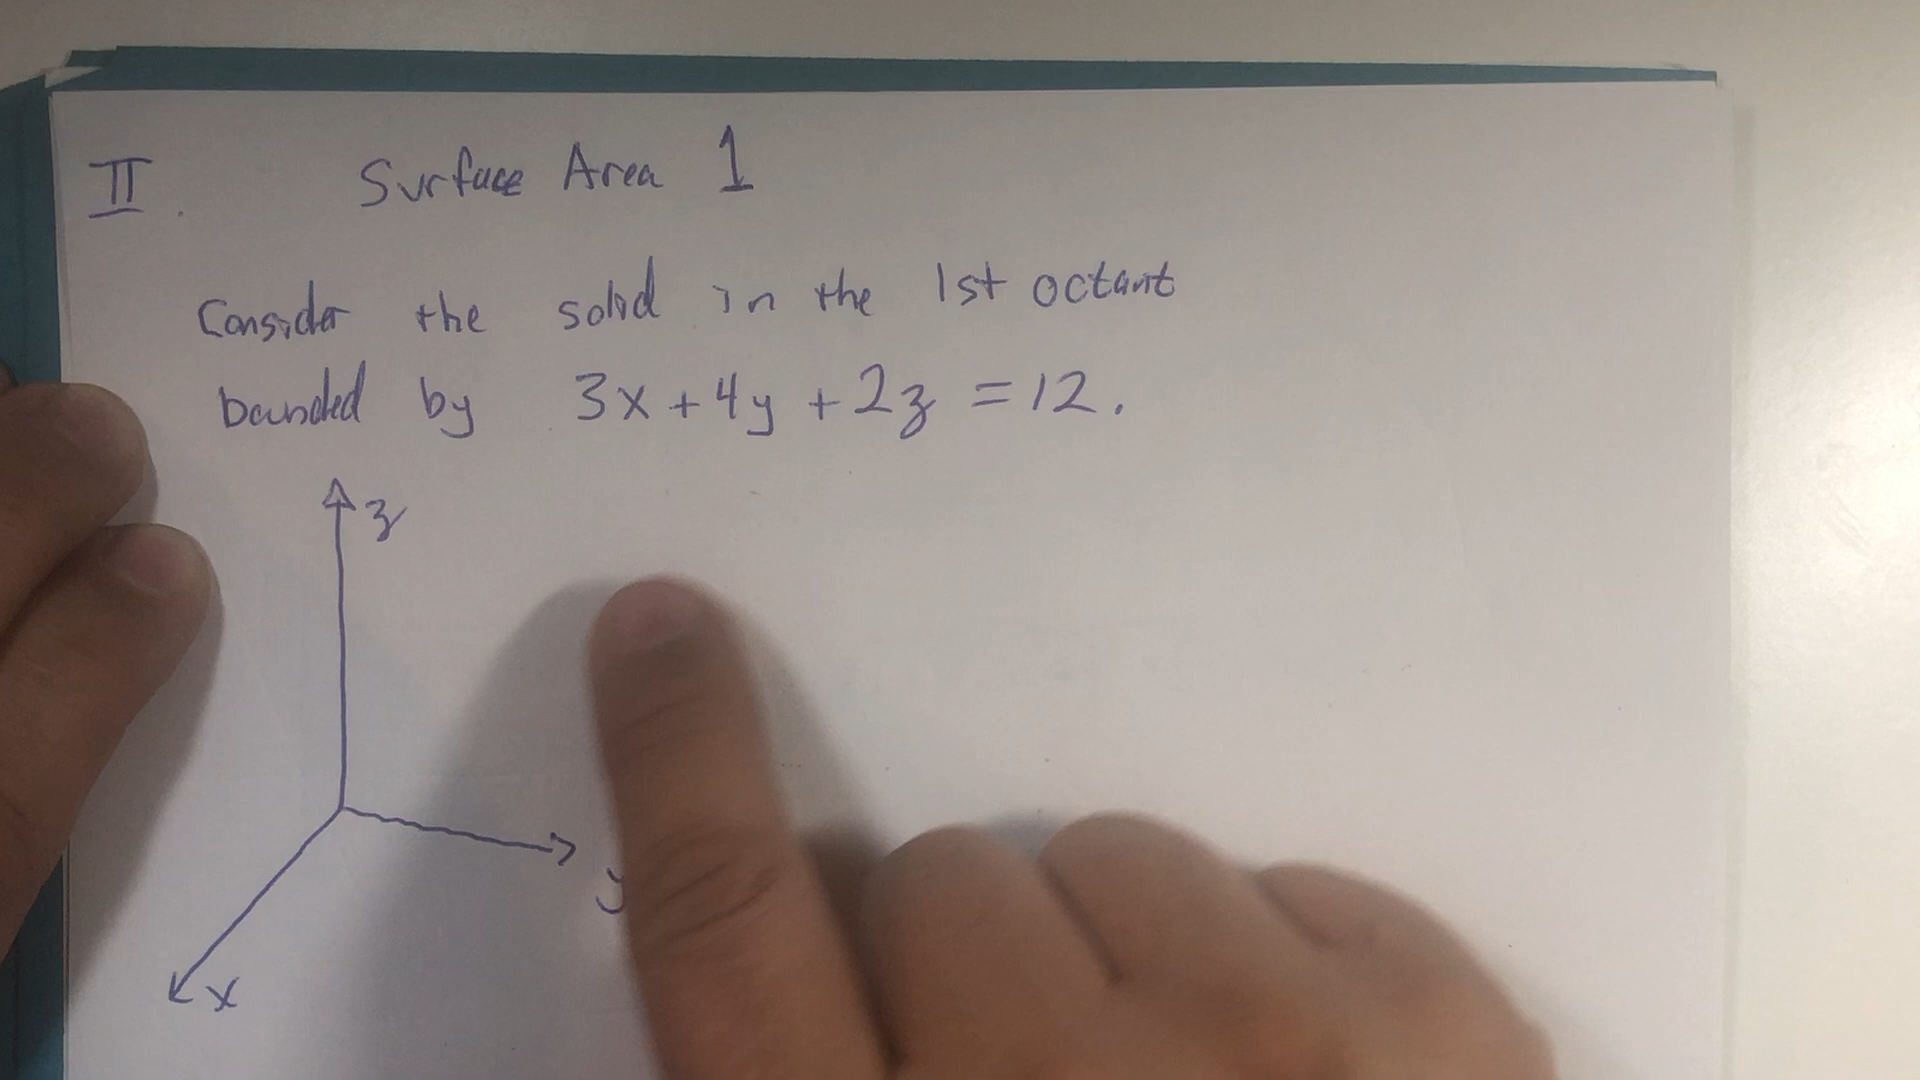 II. Surface Area 1
Consider the solid in the 1st octant
bounded by 3x + 4y + 2z = 12.
z
y
x